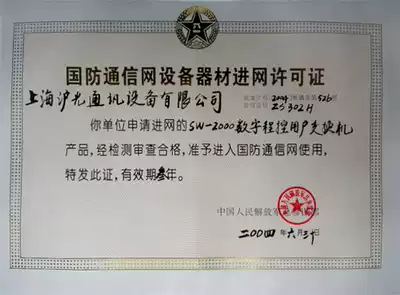 国防通信网设备器材进网许可证
上海沪光通讯设备有限公司
ZS302H
你单位申请进网的SW-2000数字程控用户交换机
产品,经检测审查合格,准予进入国防通信网使用,
特发此证,有效期叁年。
中国人民解放军
二00四年六月三十日